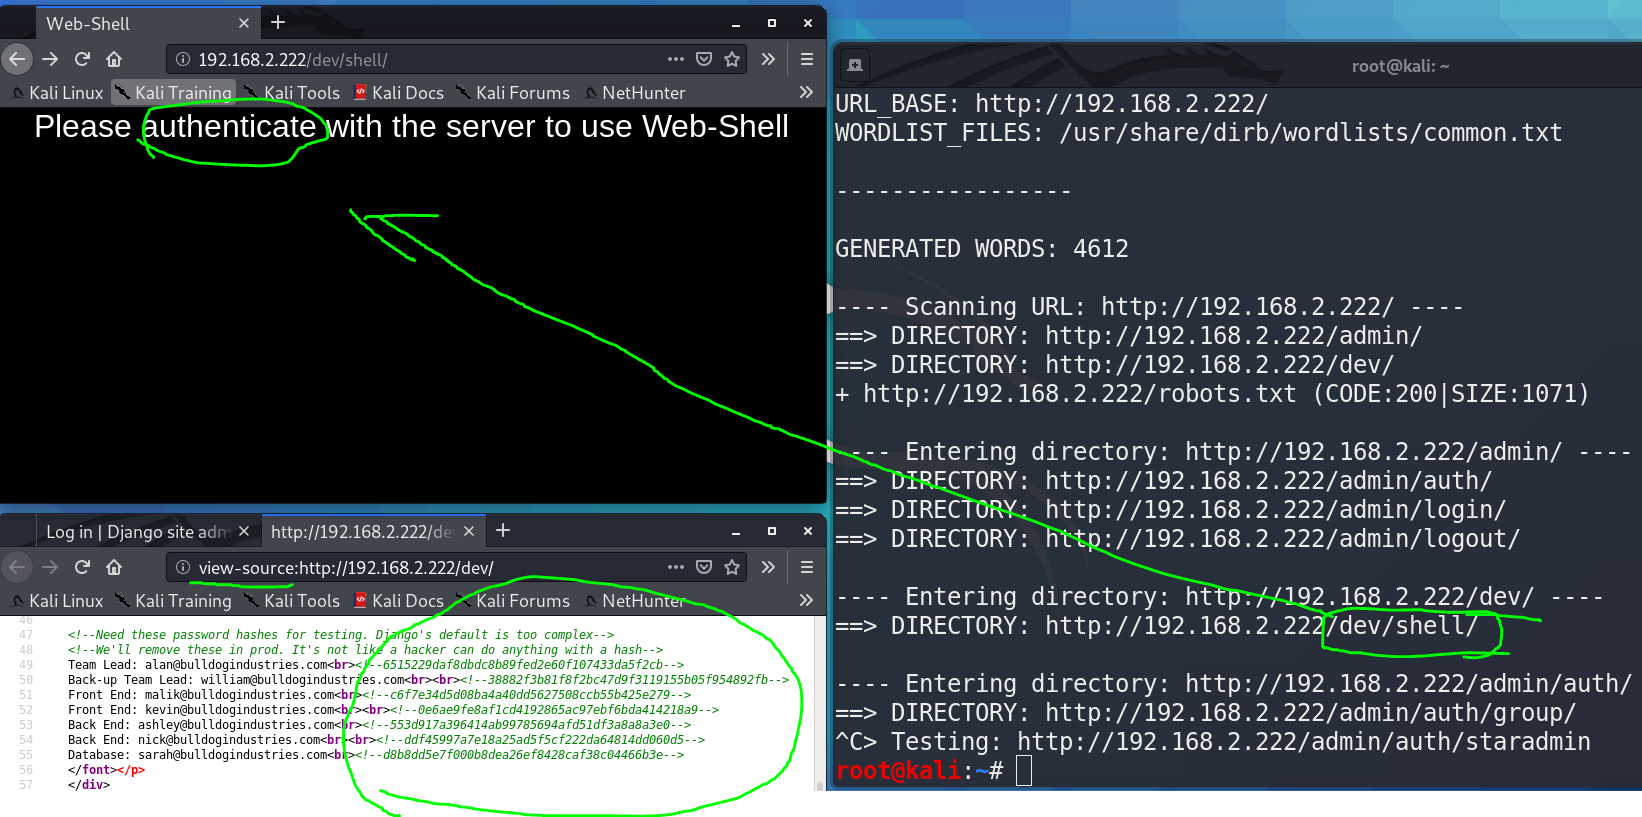 Web-Shell
192.168.2.222/dev/shell/
Kali Linux Kali Training Kali Tools Kali Docs Kali Forums NetHunter
Please authenticate with the server to use Web-Shell
Log in | Django site adm http://192.168.2.222/dev
view-source:http://192.168.2.222/dev/
Kali Linux Kali Training Kali Tools Kali Docs Kali Forums NetHunter
46
47 <!--Need these password hashes for testing. Django's default is too complex-->
48 <!--We'll remove these in prod. It's not like a hacker can do anything with a hash-->
49 Team Lead: alan@bulldogindustries.com<br><!--6515229daf8dbdc8b89fed2e60f107433da5f2cb-->
50 Back-up Team Lead: william@bulldogindustries.com<br><br><!--38882f3b81f8f2bc47d9f3119155b05f954892fb-->
51 Front End: malik@bulldogindustries.com<br><!--c6f7e34d5d08ba4a40dd5627508ccb55b425e279-->
52 Front End: kevin@bulldogindustries.com<br><br><!--0e6ae9fe8af1cd4192865ac97ebf6bda414218a9-->
53 Back End: ashley@bulldogindustries.com<br><!--553d917a396414ab99785694afd51df3a8a8a3e0-->
54 Back End: nick@bulldogindustries.com<br><br><!--ddf45997a7e18a25ad5f5cf222da64814dd060d5-->
55 Database: sarah@bulldogindustries.com<br><!--d8b8dd5e7f000b8dea26ef8428caf38c04466b3e-->
56 </font></p>
57 </div>
root@kali: ~
URL_BASE: http://192.168.2.222/
WORDLIST_FILES: /usr/share/dirb/wordlists/common.txt
-----------------
GENERATED WORDS: 4612
---- Scanning URL: http://192.168.2.222/ ----
==> DIRECTORY: http://192.168.2.222/admin/
==> DIRECTORY: http://192.168.2.222/dev/
+ http://192.168.2.222/robots.txt (CODE:200|SIZE:1071)
---- Entering directory: http://192.168.2.222/admin/ ----
==> DIRECTORY: http://192.168.2.222/admin/auth/
==> DIRECTORY: http://192.168.2.222/admin/login/
==> DIRECTORY: http://192.168.2.222/admin/logout/
---- Entering directory: http://192.168.2.222/dev/ ----
==> DIRECTORY: http://192.168.2.222/dev/shell/
---- Entering directory: http://192.168.2.222/admin/auth/
==> DIRECTORY: http://192.168.2.222/admin/auth/group/
^C> Testing: http://192.168.2.222/admin/auth/staradmin
root@kali:~#